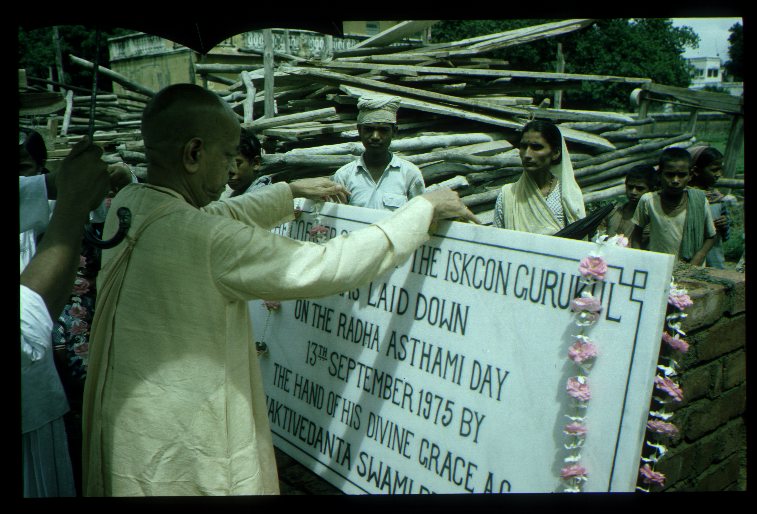 THE ISKCON GURUKUL
LAID DOWN
ON THE RADHA ASTHAMI DAY
13TH SEPTEMBER 1975 BY
THE HAND OF HIS DIVINE GRACE A.C.
SWAMI